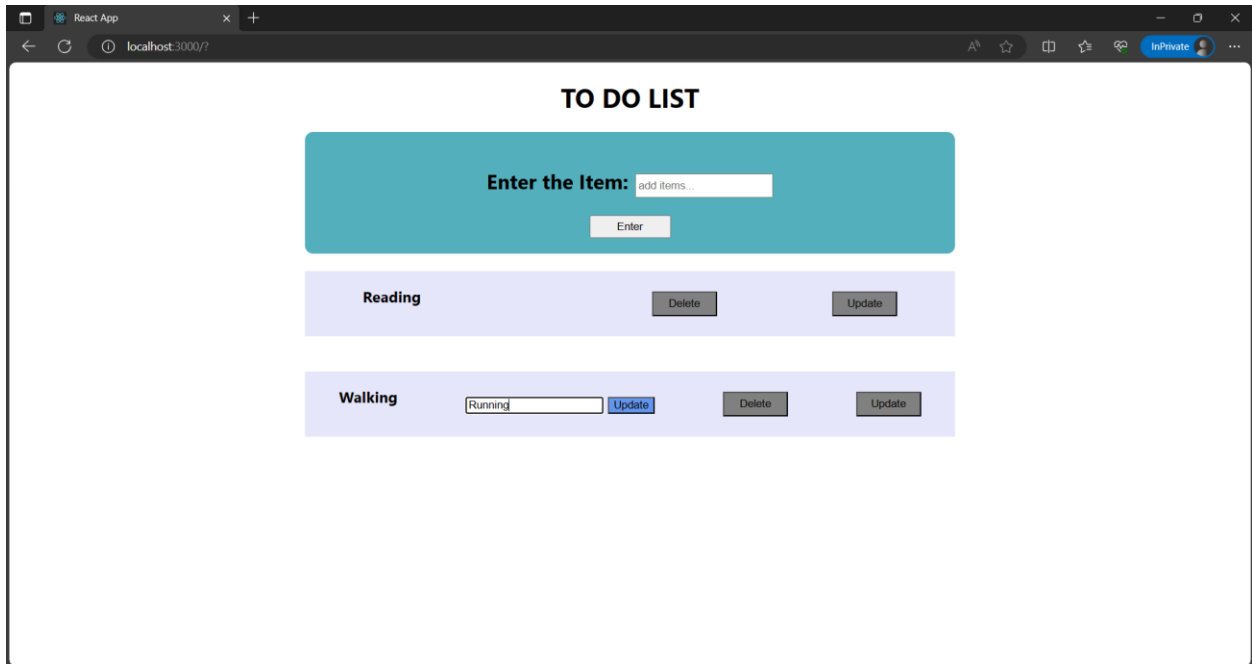 React App
localhost:3000/?
InPrivate
TO DO LIST
Enter the Item: add items...
Enter
Reading Delete Update
Walking Running Update Delete Update